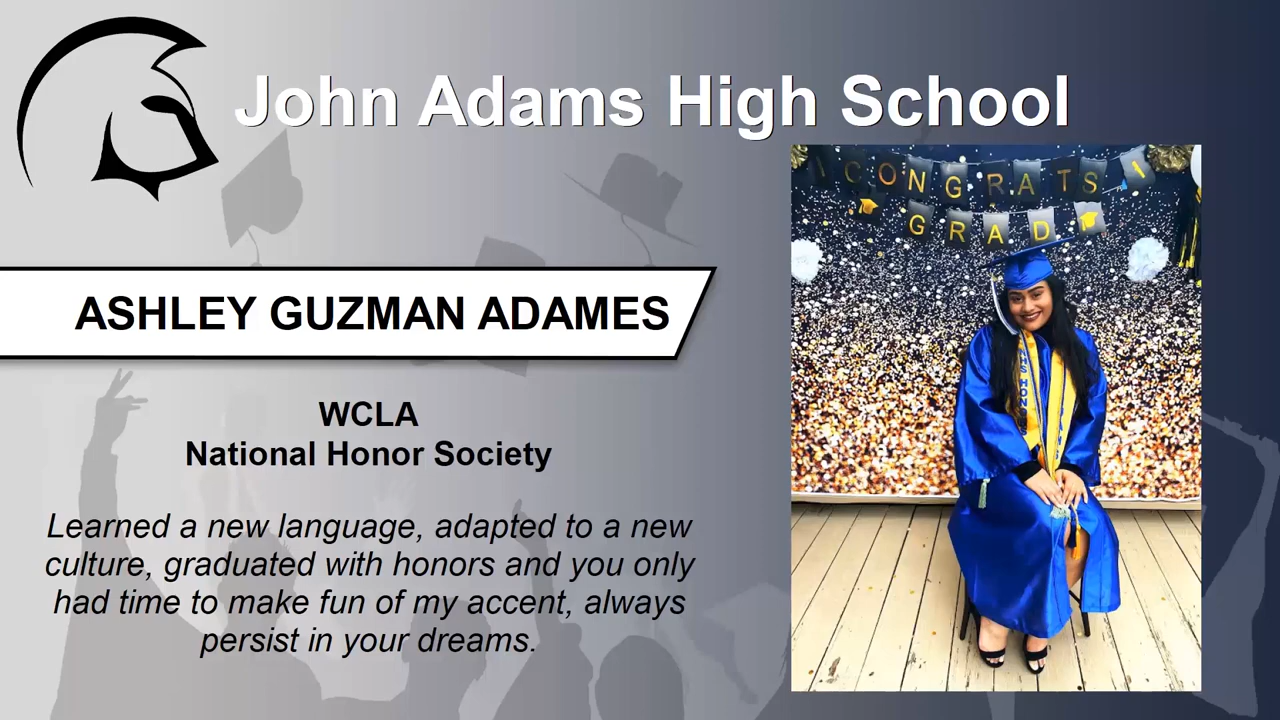 John Adams High School
CONGRATS
GRAD
ASHLEY GUZMAN ADAMES
WCLA
National Honor Society
Learned a new language, adapted to a new
culture, graduated with honors and you only
had time to make fun of my accent, always
persist in your dreams.